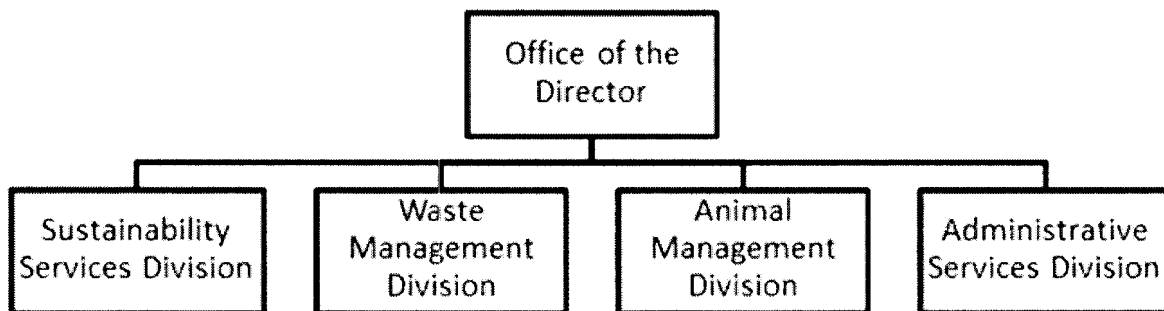 Office of the
Director
Sustainability
Services Division
Waste
Management
Division
Animal
Management
Division
Administrative
Services Division